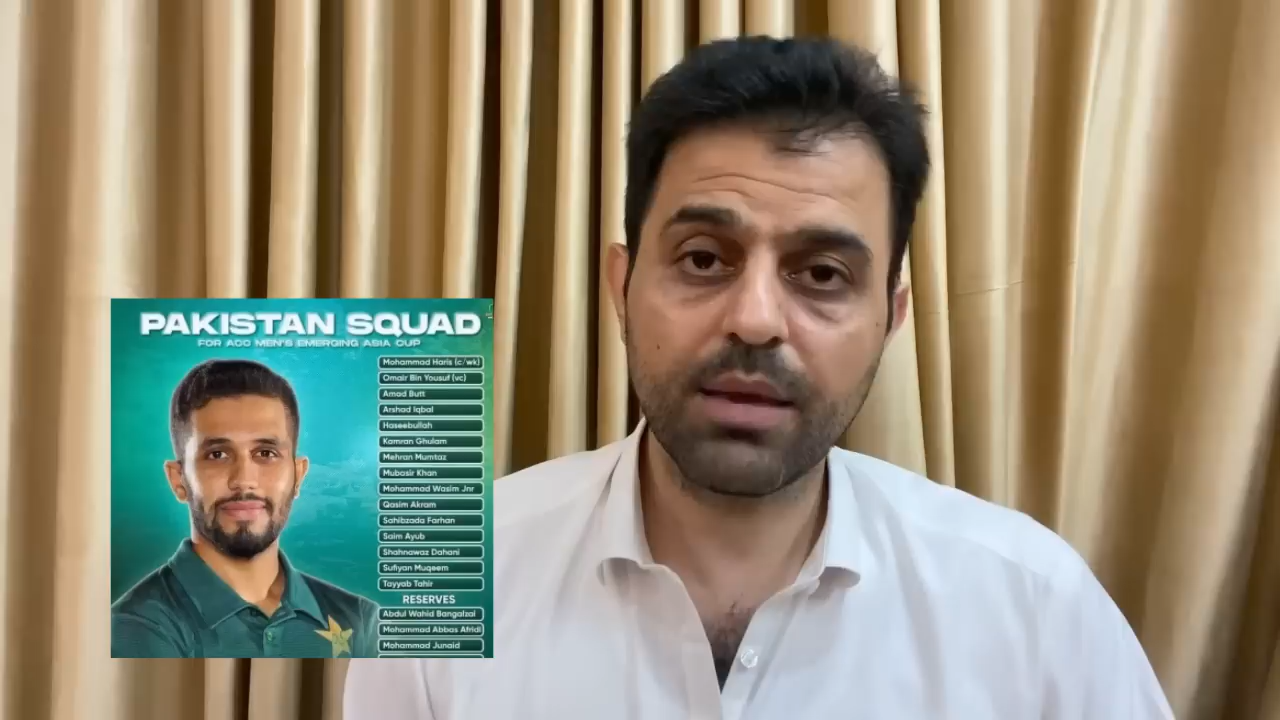 PAKISTAN SQUAD
FOR ACC MEN'S EMERGING ASIA CUP
Mohammad Haris (c/wk)
Omair Bin Yousuf (vc)
Amad Butt
Arshad Iqbal
Haseebullah
Kamran Ghulam
Mehran Mumtaz
Mubasir Khan
Mohammad Wasim Jnr
Qasim Akram
Sahibzada Farhan
Saim Ayub
Shahnawaz Dahani
Sufiyan Muqeem
Tayyab Tahir
RESERVES
Abdul Wahid Bangalzai
Mohammad Abbas Afridi
Mohammad Junaid